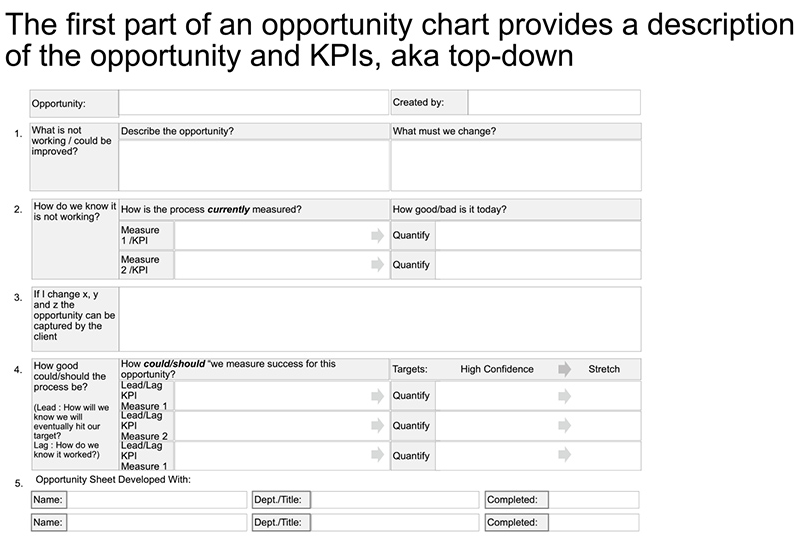 The first part of an opportunity chart provides a description
of the opportunity and KPIs, aka top-down
Opportunity:
Created by:
1.
What is not
working / could be
improved?
Describe the opportunity?
What must we change?
2.
How do we know it
is not working?
How is the process currently measured?
How good/bad is it today?
Measure
1 /KPI
Quantify
Measure
2 /KPI
Quantify
3.
If I change x, y
and z the
opportunity can be
captured by the
client
4.
How good
could/should the
process be?
(Lead : How will we
know we will
eventually hit our
target?
Lag : How do we
know it worked?)
How could/should “we measure success for this
opportunity?
Targets:
High Confidence
Stretch
Lead/Lag
KPI
Measure 1
Quantify
Lead/Lag
KPI
Measure 2
Quantify
Lead/Lag
KPI
Measure 1
Quantify
5.
Opportunity Sheet Developed With:
Name:
Dept./Title:
Completed:
Name:
Dept./Title:
Completed: